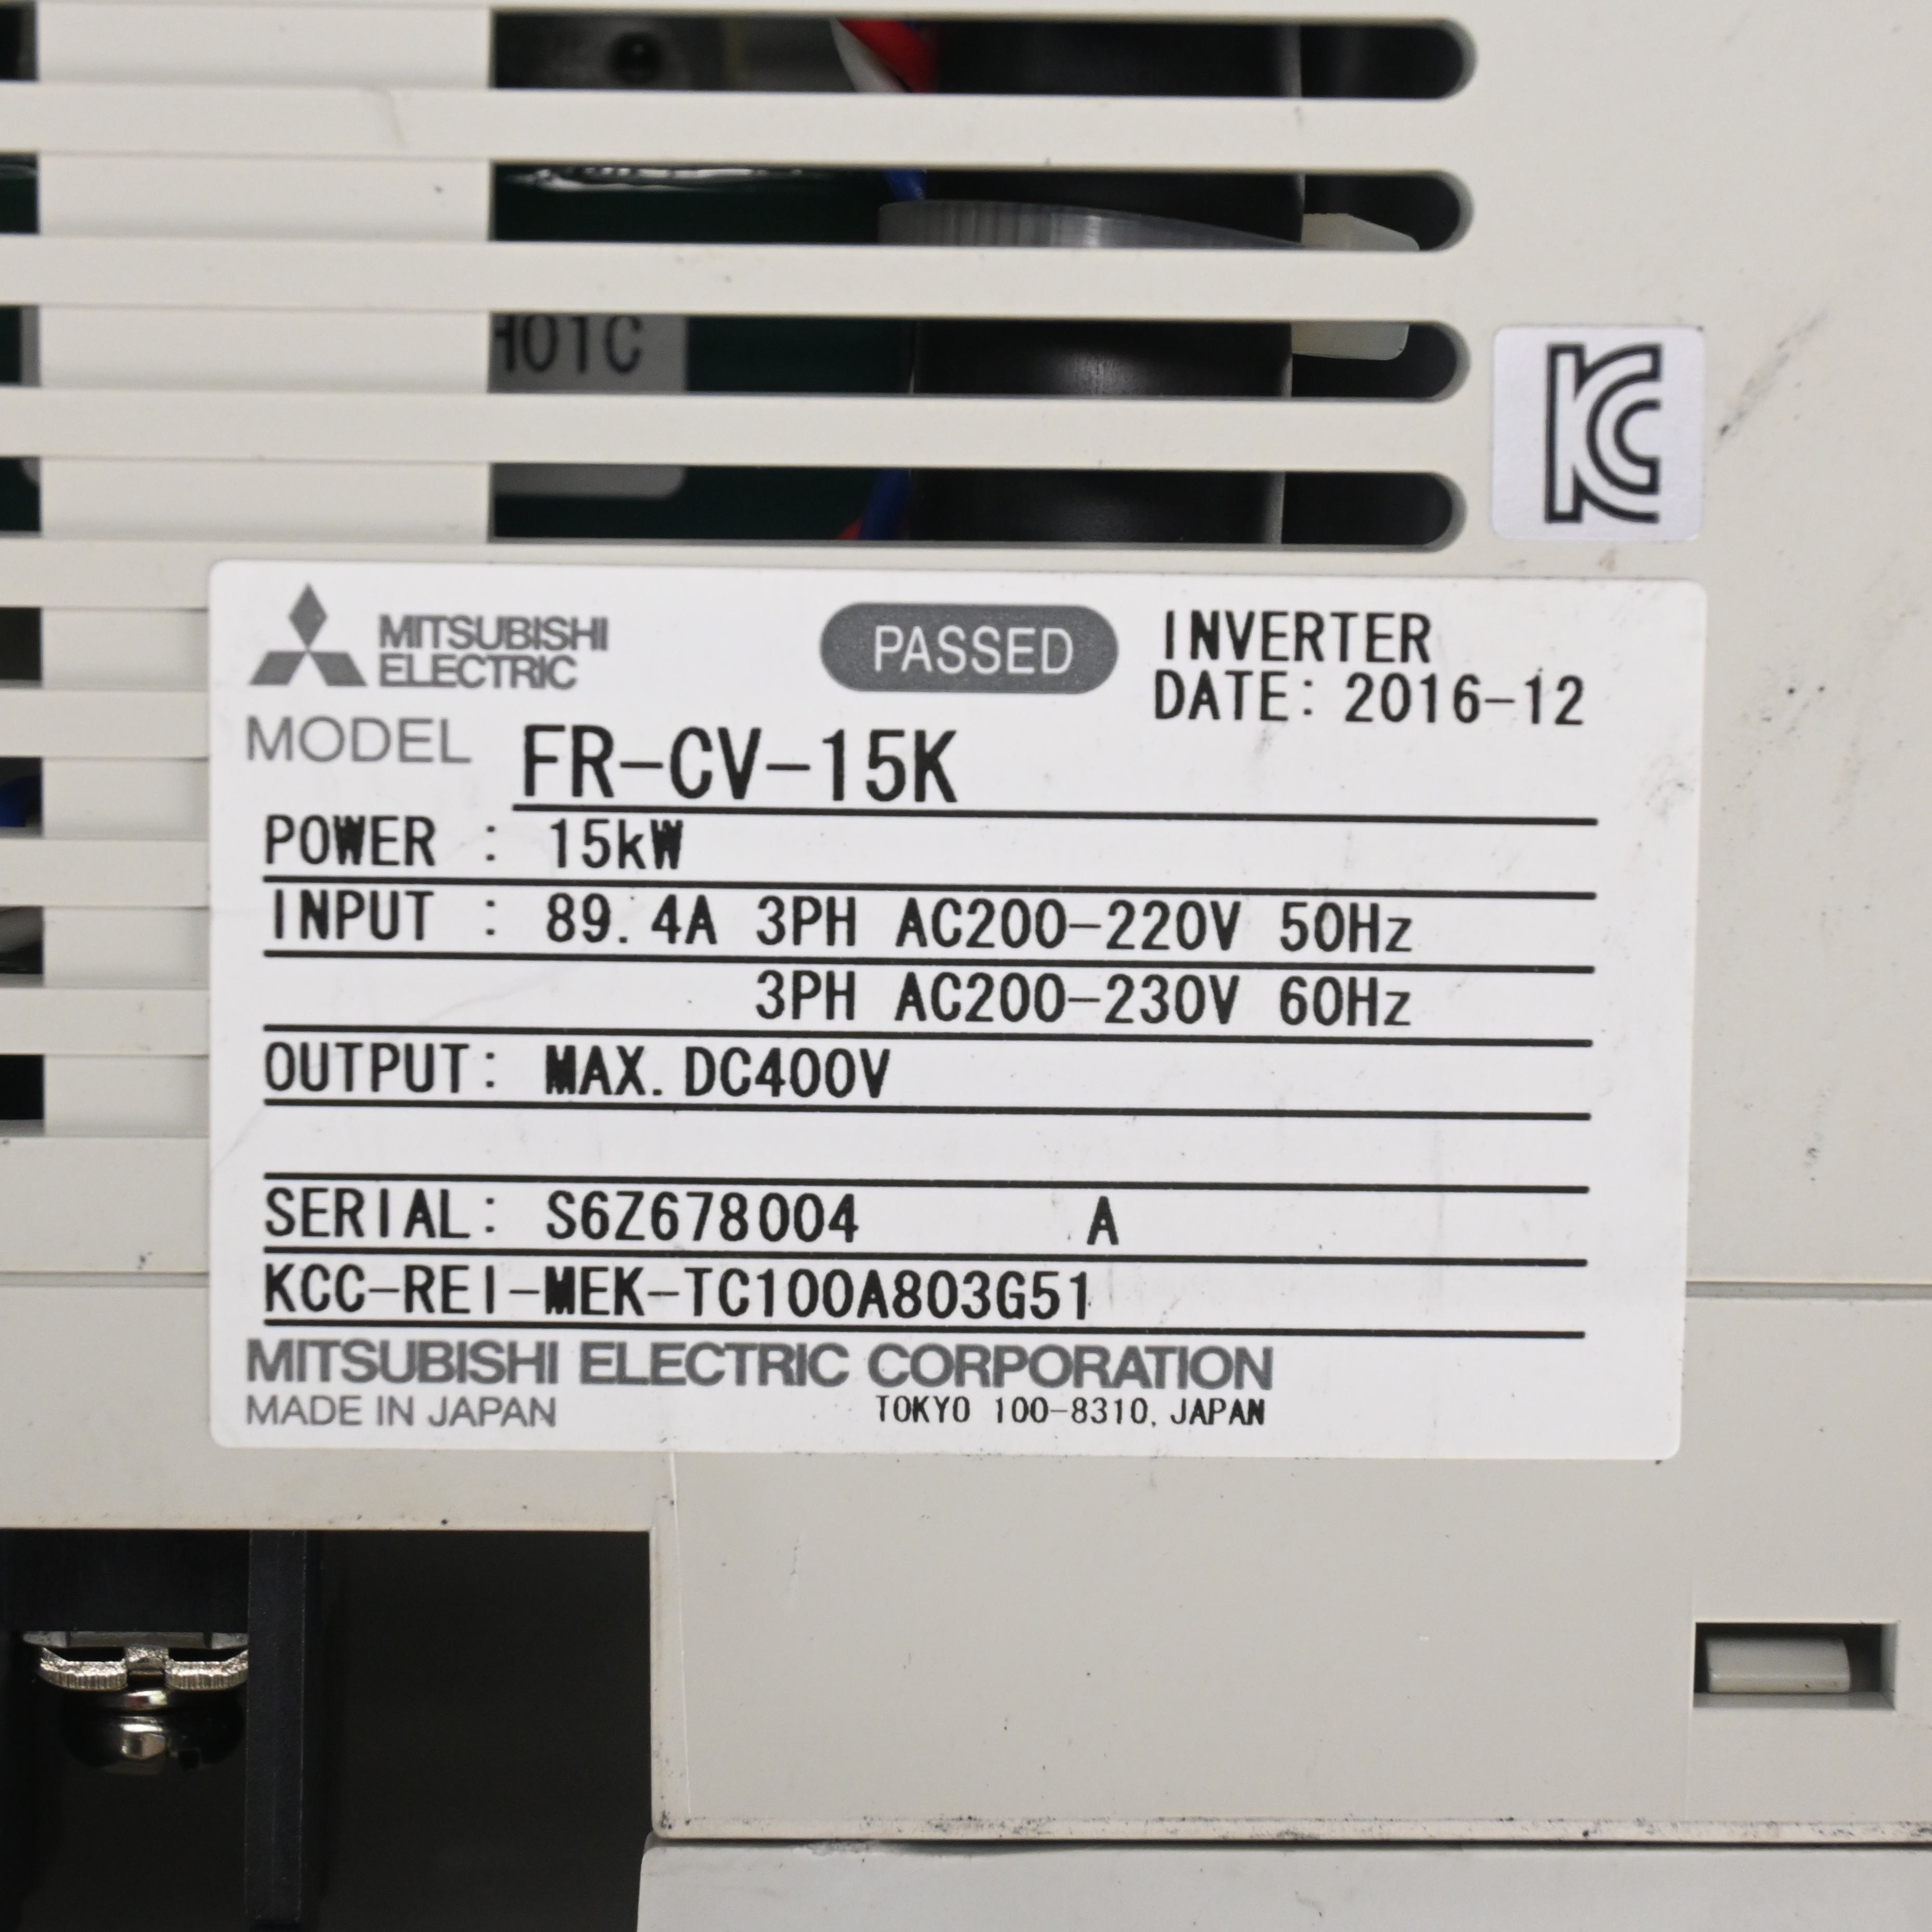 H01C
KC
MITSUBISHI
ELECTRIC
PASSED
INVERTER
DATE: 2016-12
MODEL FR-CV-15K
POWER : 15kW
INPUT : 89.4A 3PH AC200-220V 50Hz
3PH AC200-230V 60Hz
OUTPUT: MAX. DC400V
SERIAL: S6Z678004 A
KCC-REI-MEK-TC100A803G51
MITSUBISHI ELECTRIC CORPORATION
MADE IN JAPAN TOKYO 100-8310, JAPAN